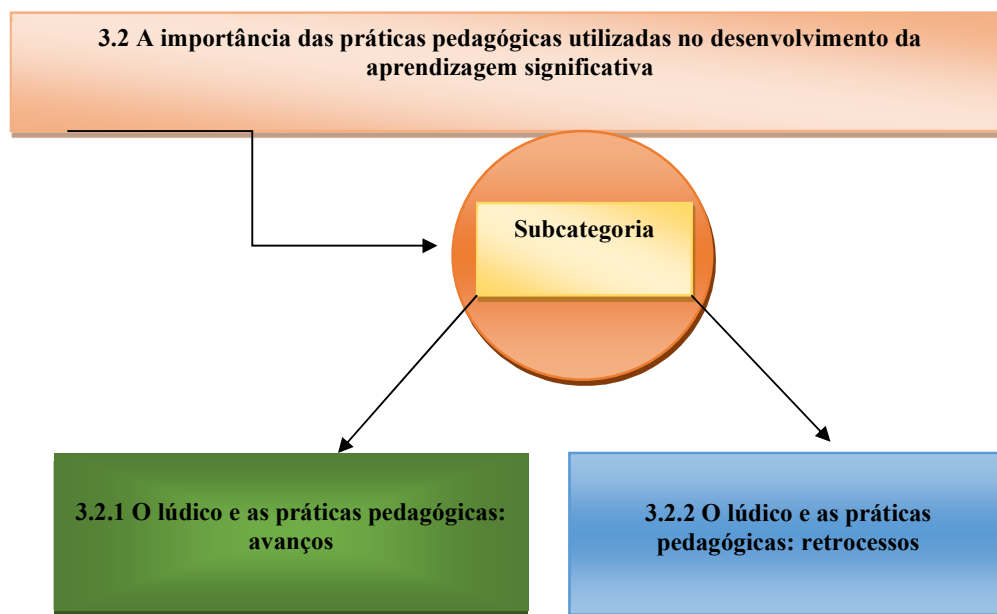 3.2 A importância das práticas pedagógicas utilizadas no desenvolvimento da
aprendizagem significativa
Subcategoria
3.2.1 O lúdico e as práticas pedagógicas:
avanços
3.2.2 O lúdico e as práticas
pedagógicas: retrocessos